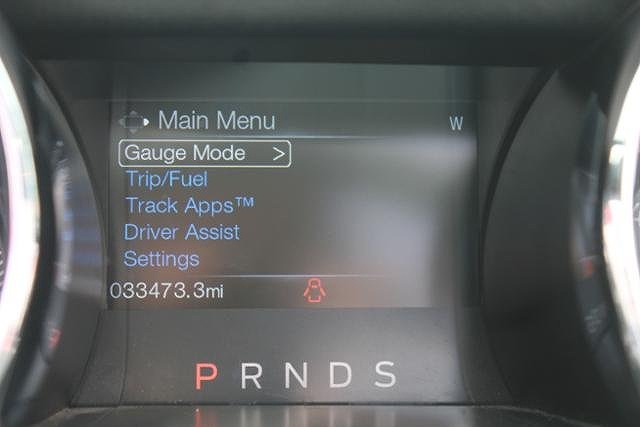 Main Menu W
Gauge Mode >
Trip/Fuel
Track Apps™
Driver Assist
Settings
033473.3mi
P R N D S